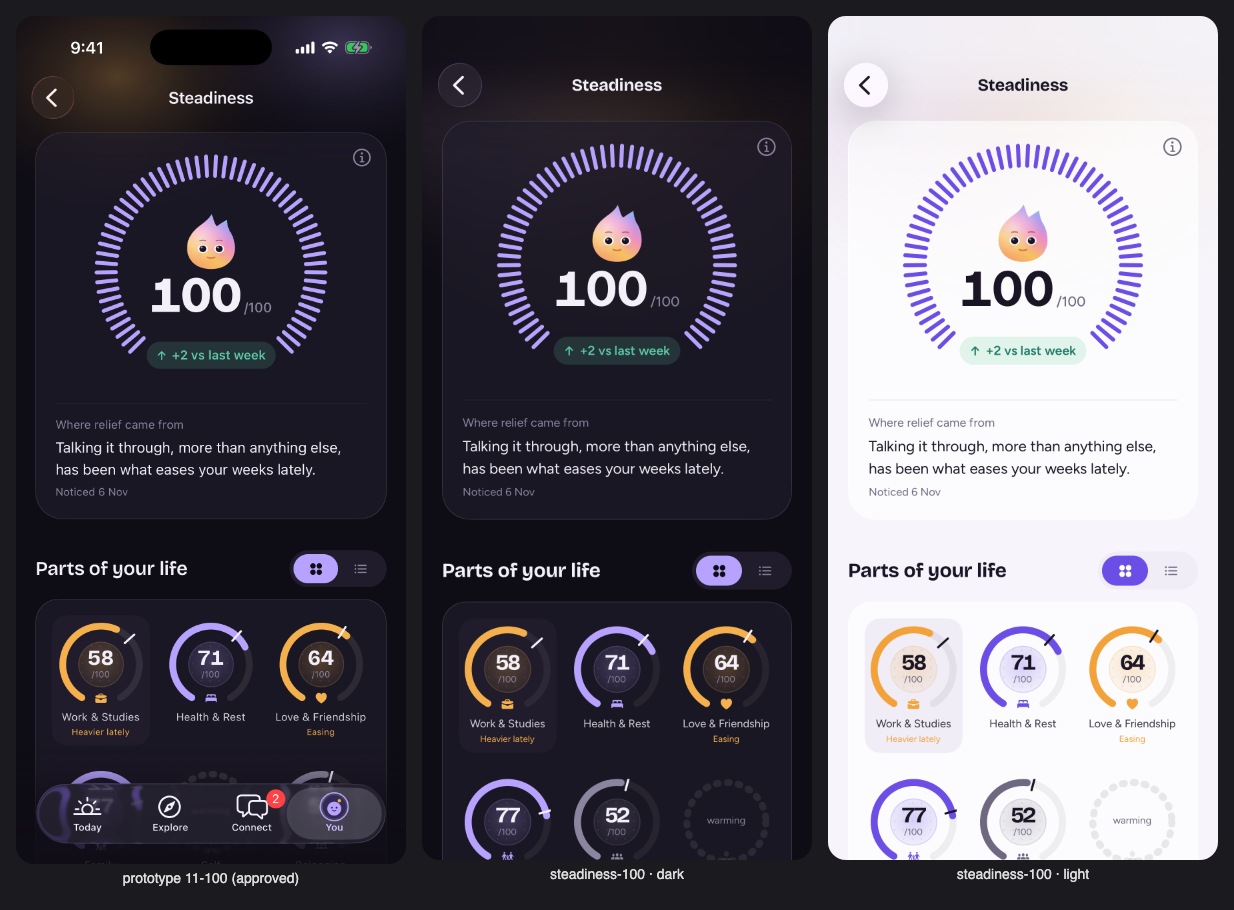 9:41
Steadiness
100/100
↑ +2 vs last week
Where relief came from
Talking it through, more than anything else,
has been what eases your weeks lately.
Noticed 6 Nov
Parts of your life
58
/100
Work & Studies
Heavier lately
71
/100
Health & Rest
64
/100
Love & Friendship
Easing
Today
Explore
2
Connect
You
prototype 11-100 (approved)
Steadiness
100/100
↑ +2 vs last week
Where relief came from
Talking it through, more than anything else,
has been what eases your weeks lately.
Noticed 6 Nov
Parts of your life
58
/100
Work & Studies
Heavier lately
71
/100
Health & Rest
64
/100
Love & Friendship
Easing
77
/100
52
/100
warming
steadiness-100 · dark
Steadiness
100/100
↑ +2 vs last week
Where relief came from
Talking it through, more than anything else,
has been what eases your weeks lately.
Noticed 6 Nov
Parts of your life
58
/100
Work & Studies
Heavier lately
71
/100
Health & Rest
64
/100
Love & Friendship
Easing
77
/100
52
/100
warming
steadiness-100 · light